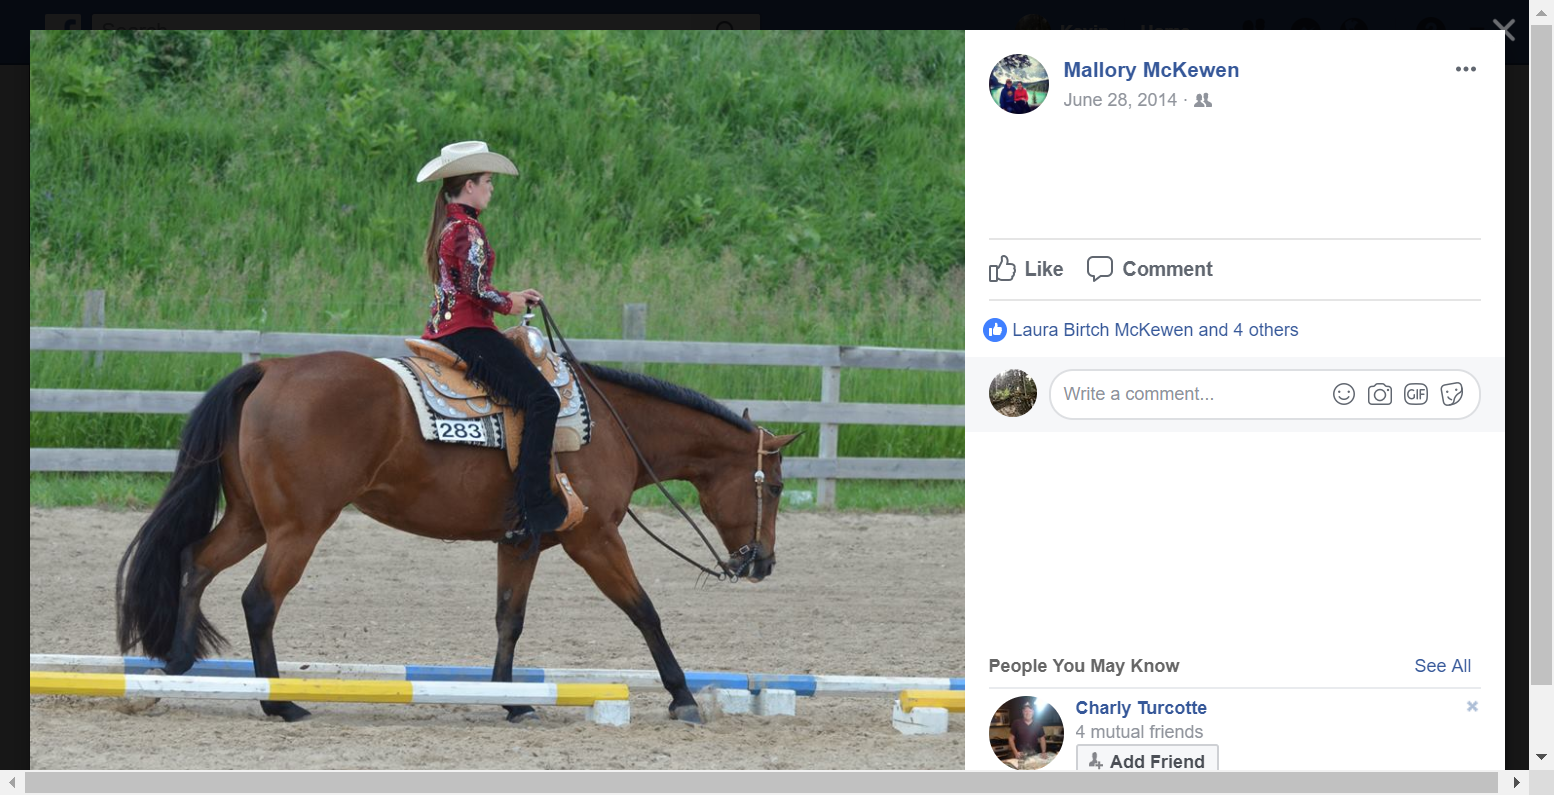 Search
Mallory McKewen
June 28, 2014 ·
Like
Comment
Laura Birtch McKewen and 4 others
Write a comment...
GIF
283
People You May Know
See All
Charly Turcotte
4 mutual friends
Add Friend